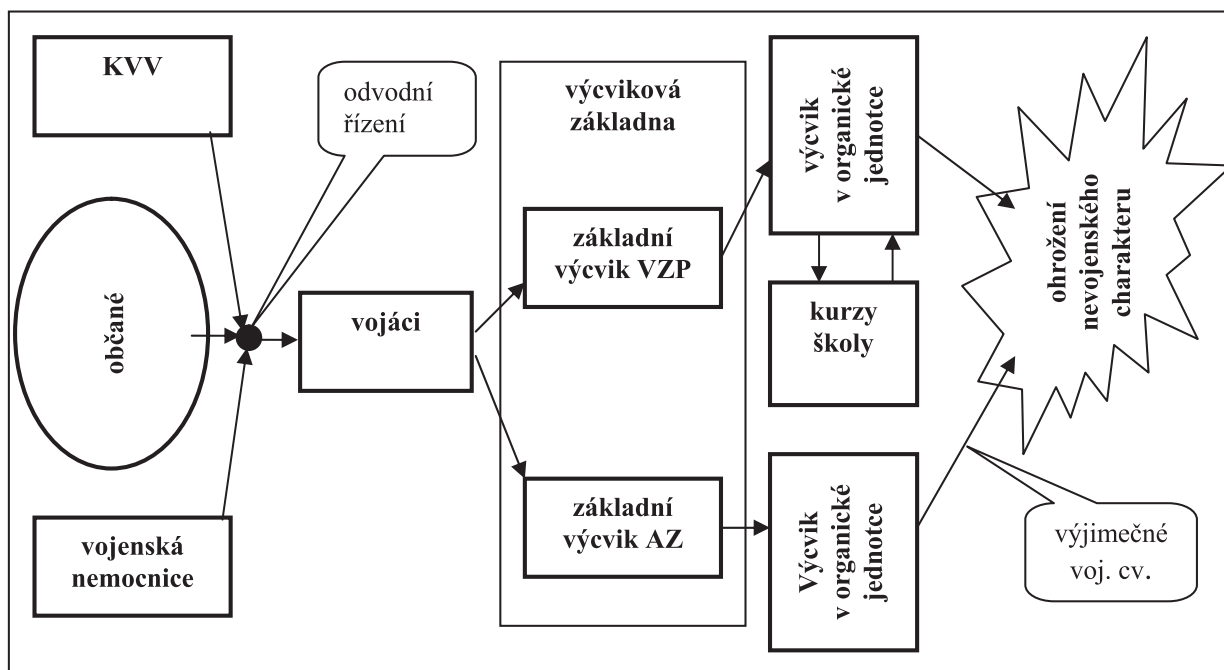 KVV
občané
vojenská
nemocnice
odvodní
řízení
vojáci
výcviková
základna
základní
výcvik VZP
základní
výcvik AZ
výcvik
v organické
jednotce
kurzy
školy
Výcvik
v organické
jednotce
ohrožení
nevojenského
charakteru
výjimečné
voj. cv.